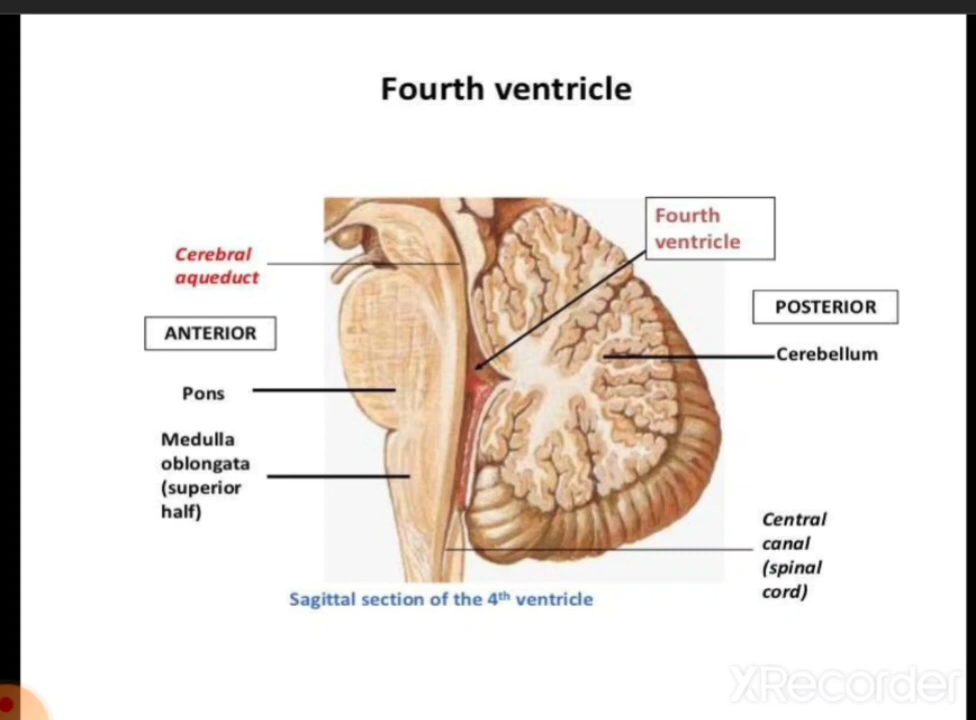 Fourth ventricle
Fourth
ventricle
Cerebral
aqueduct
POSTERIOR
ANTERIOR
Cerebellum
Pons
Medulla
oblongata
(superior
half)
Central
canal
(spinal
cord)
Sagittal section of the 4th ventricle
XRecorder